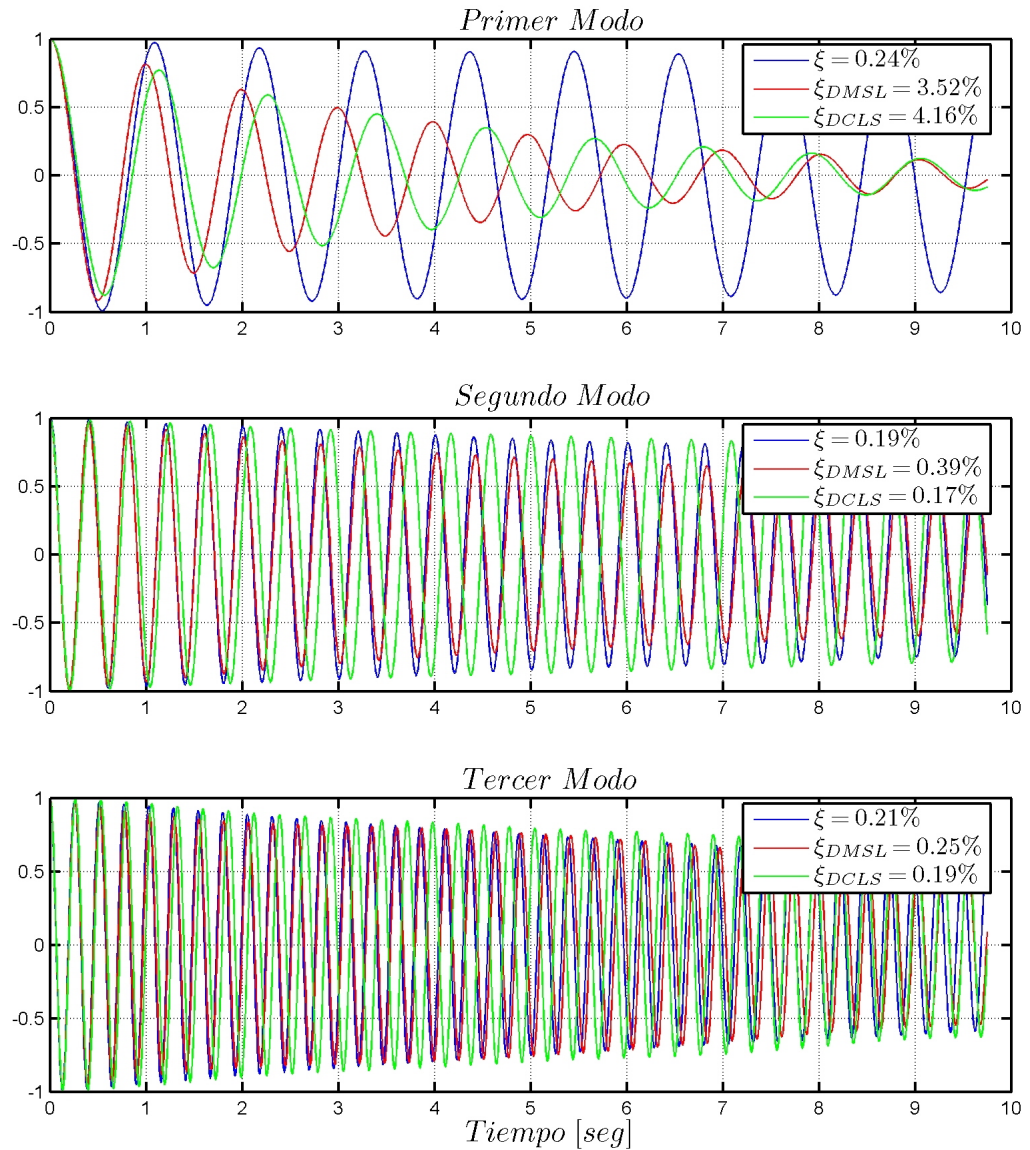 Primer Modo
1
0.5
0
-0.5
-1
ξ = 0.24%
ξDMSL = 3.52%
ξDCLS = 4.16%
0 1 2 3 4 5 6 7 8 9 10
Segundo Modo
1
0.5
0
-0.5
-1
ξ = 0.19%
ξDMSL = 0.39%
ξDCLS = 0.17%
0 1 2 3 4 5 6 7 8 9 10
Tercer Modo
1
0.5
0
-0.5
-1
ξ = 0.21%
ξDMSL = 0.25%
ξDCLS = 0.19%
0 1 2 3 4 5 6 7 8 9 10
Tiempo [seg]